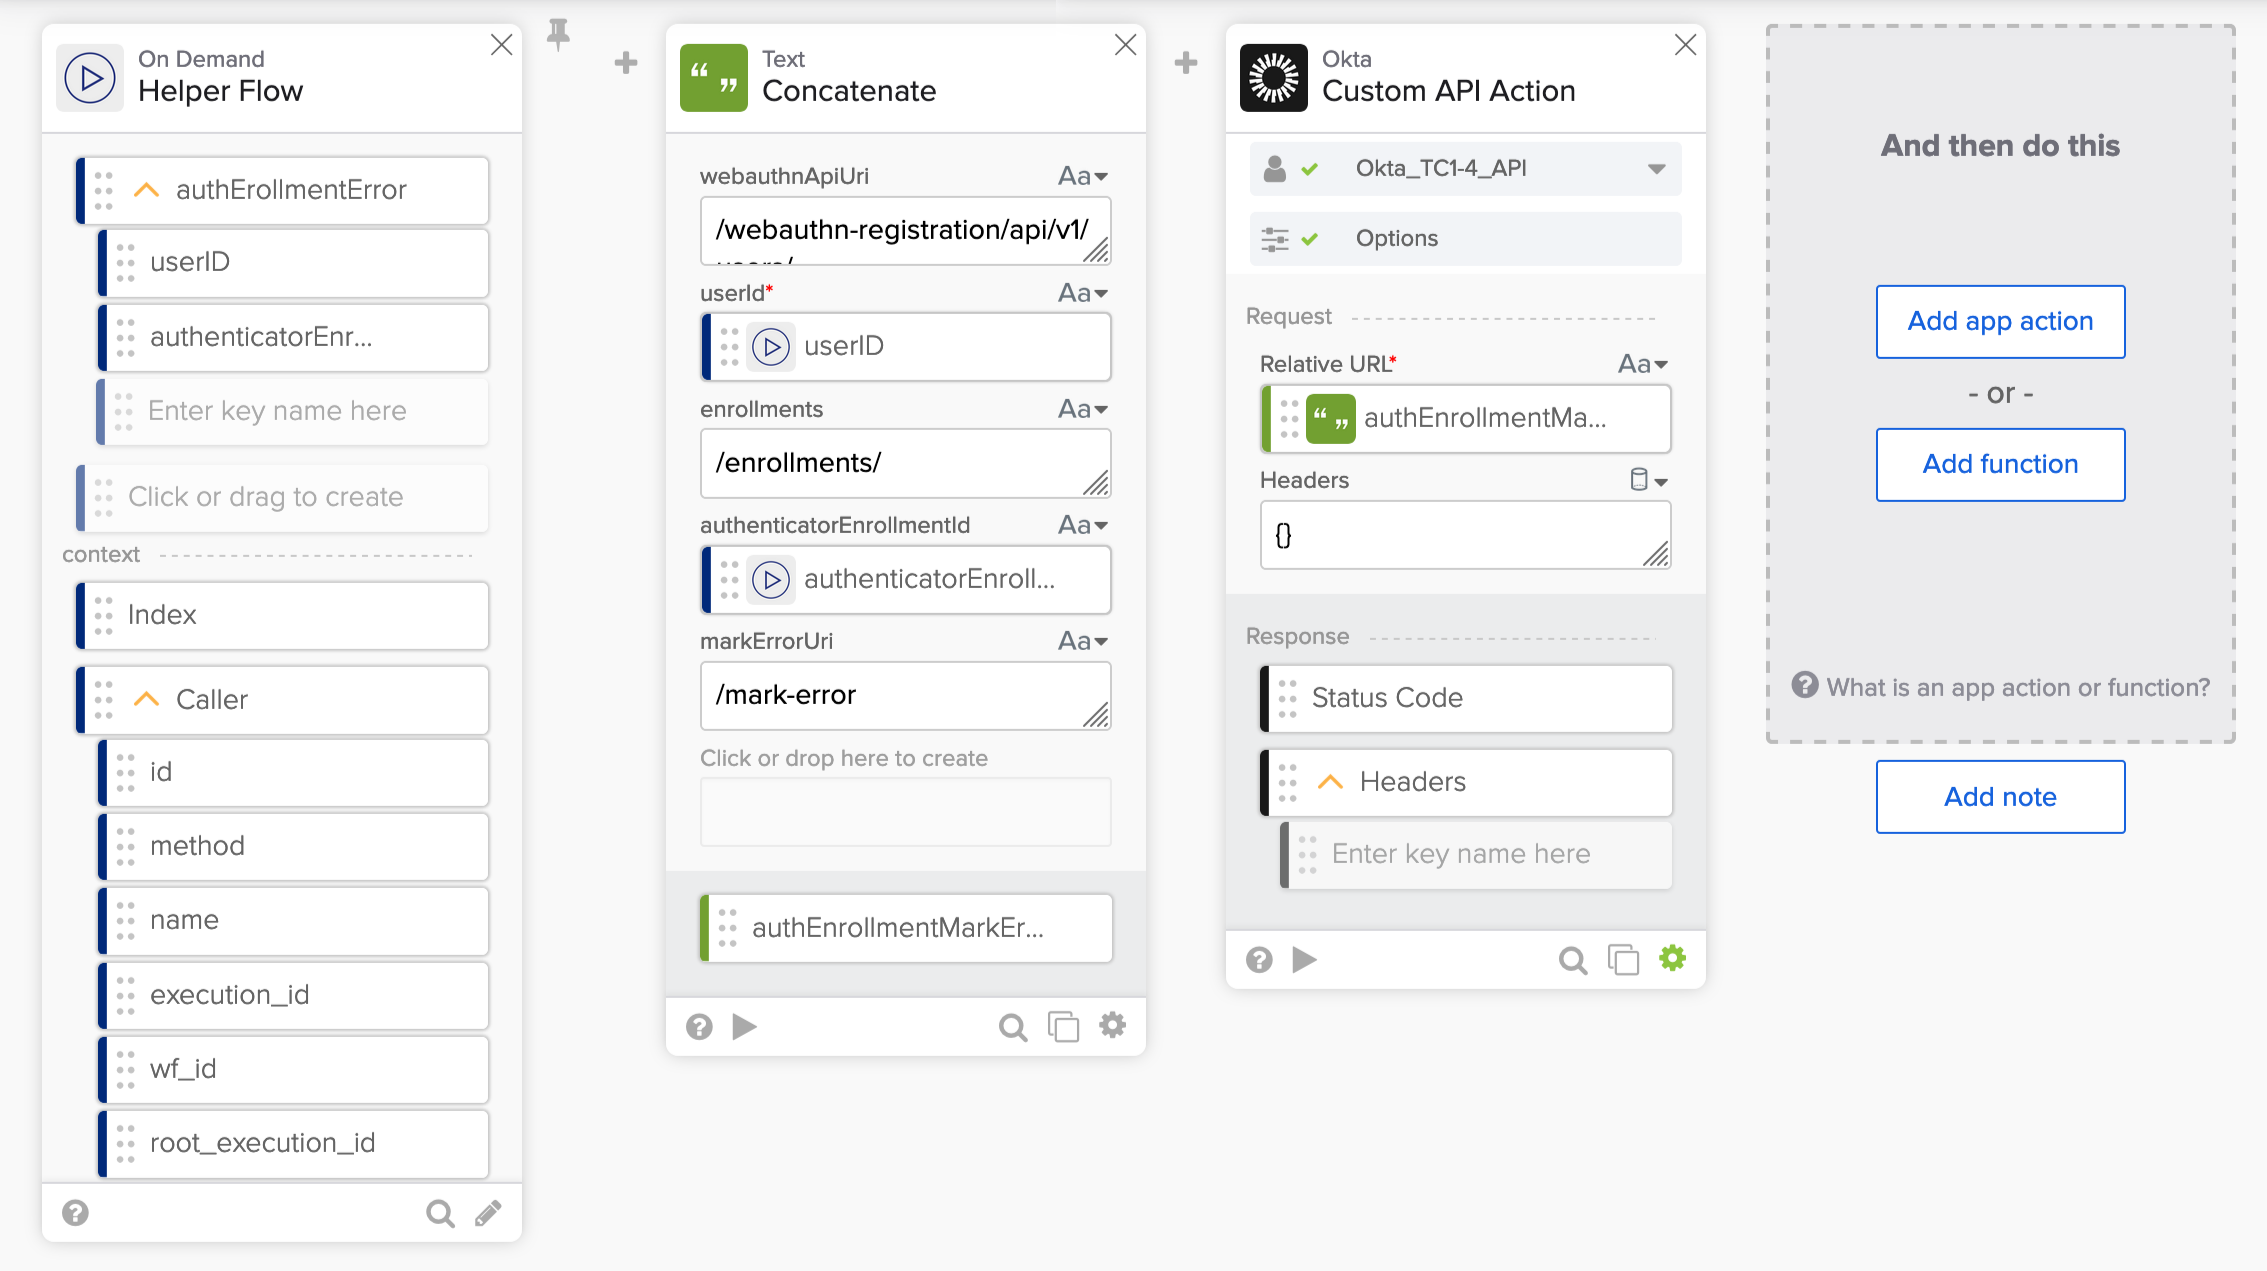 On Demand
Helper Flow
authErollmentError
userID
authenticatorEnr...
Enter key name here
Click or drag to create
context
Index
Caller
id
method
name
execution_id
wf_id
root_execution_id
Text
Concatenate
webauthnApiUri
Aa
/webauthn-registration/api/v1/
users/
userId*
Aa
userID
enrollments
Aa
/enrollments/
authenticatorEnrollmentId
Aa
authenticatorEnroll...
markErrorUri
Aa
/mark-error
Click or drop here to create
authEnrollmentMarkEr...
Okta
Custom API Action
Okta_TC1-4_API
Options
Request
Relative URL*
Aa
authEnrollmentMa...
Headers
{}
Response
Status Code
Headers
Enter key name here
And then do this
Add app action
- or -
Add function
What is an app action or function?
Add note